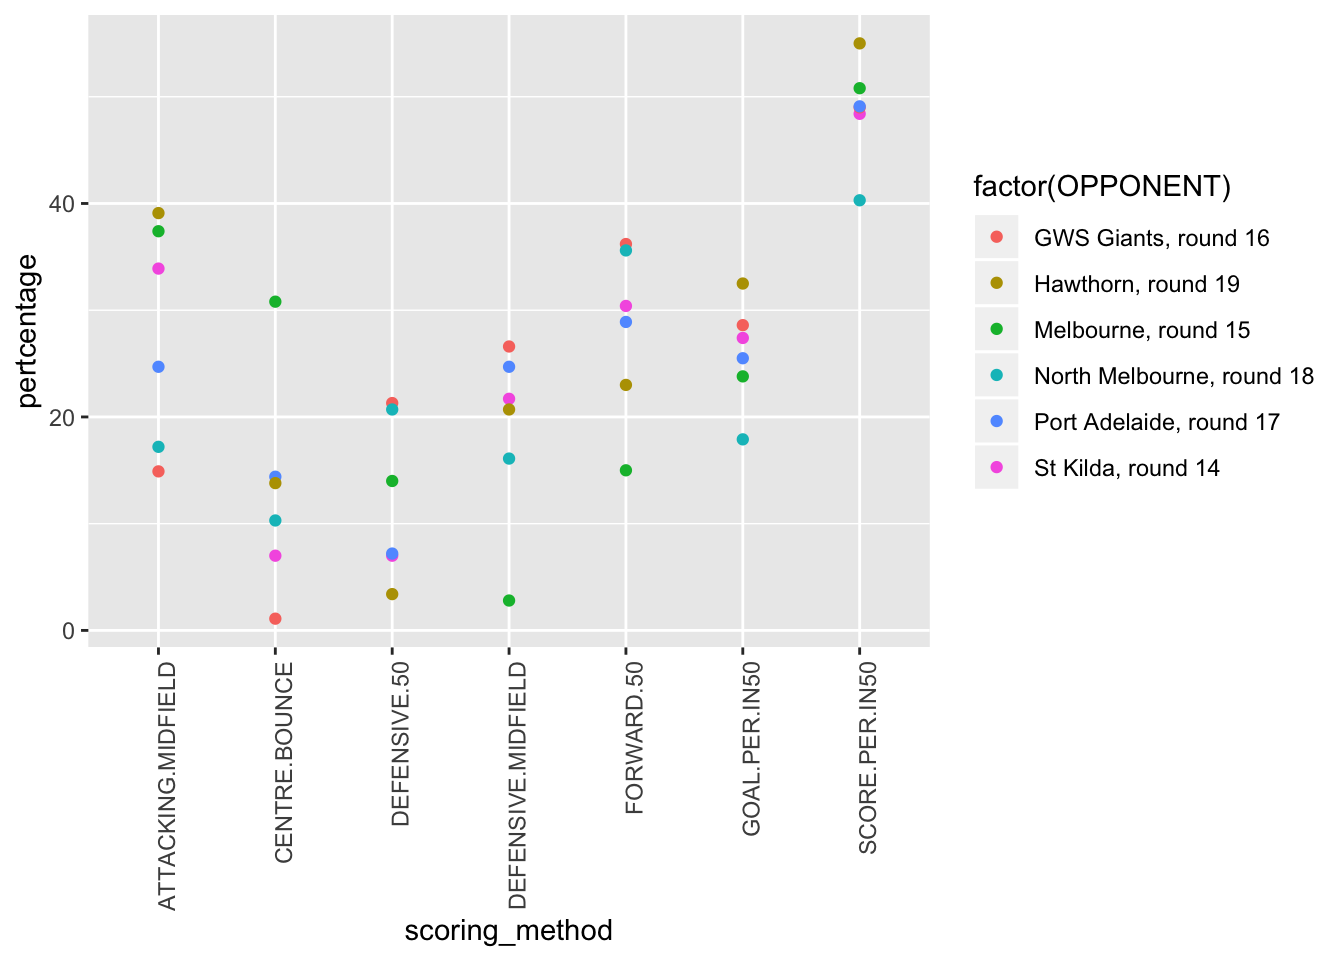 40
20
0
pertcentage
ATTACKING.MIDFIELD
CENTRE.BOUNCE
DEFENSIVE.50
DEFENSIVE.MIDFIELD
FORWARD.50
GOAL.PER.IN50
SCORE.PER.IN50
scoring_method
factor(OPPONENT)
GWS Giants, round 16
Hawthorn, round 19
Melbourne, round 15
North Melbourne, round 18
Port Adelaide, round 17
St Kilda, round 14